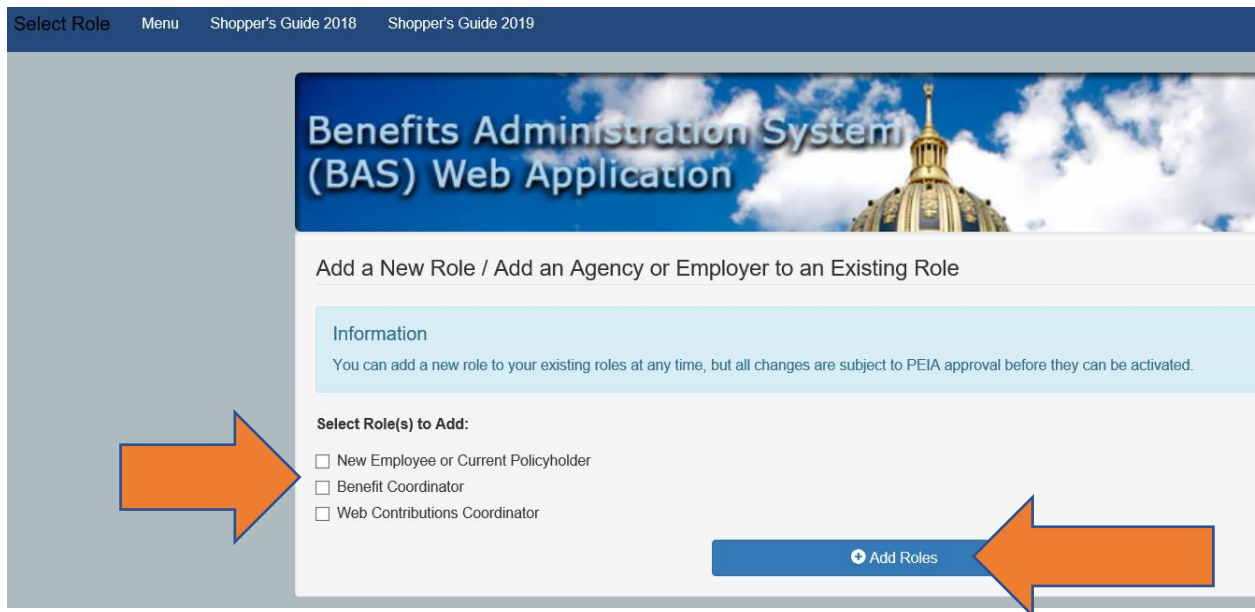 Select Role Menu Shopper's Guide 2018 Shopper's Guide 2019
Benefits Administration System
(BAS) Web Application
Add a New Role / Add an Agency or Employer to an Existing Role
Information
You can add a new role to your existing roles at any time, but all changes are subject to PEIA approval before they can be activated.
Select Role(s) to Add:
New Employee or Current Policyholder
Benefit Coordinator
Web Contributions Coordinator
Add Roles